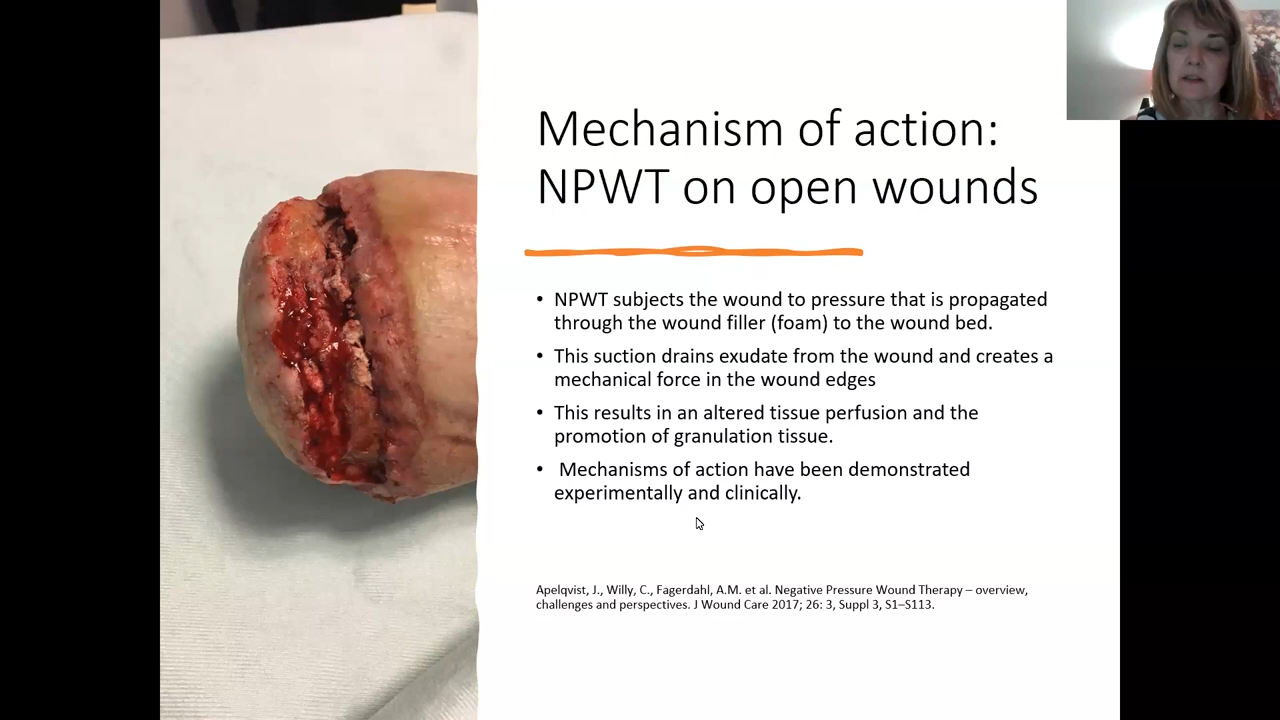 Mechanism of action:
NPWT on open wounds
• NPWT subjects the wound to pressure that is propagated
through the wound filler (foam) to the wound bed.
• This suction drains exudate from the wound and creates a
mechanical force in the wound edges
• This results in an altered tissue perfusion and the
promotion of granulation tissue.
• Mechanisms of action have been demonstrated
experimentally and clinically.
Apelqvist, J., Willy, C., Fagerdahl, A.M. et al. Negative Pressure Wound Therapy – overview,
challenges and perspectives. J Wound Care 2017; 26: 3, Suppl 3, S1–S113.